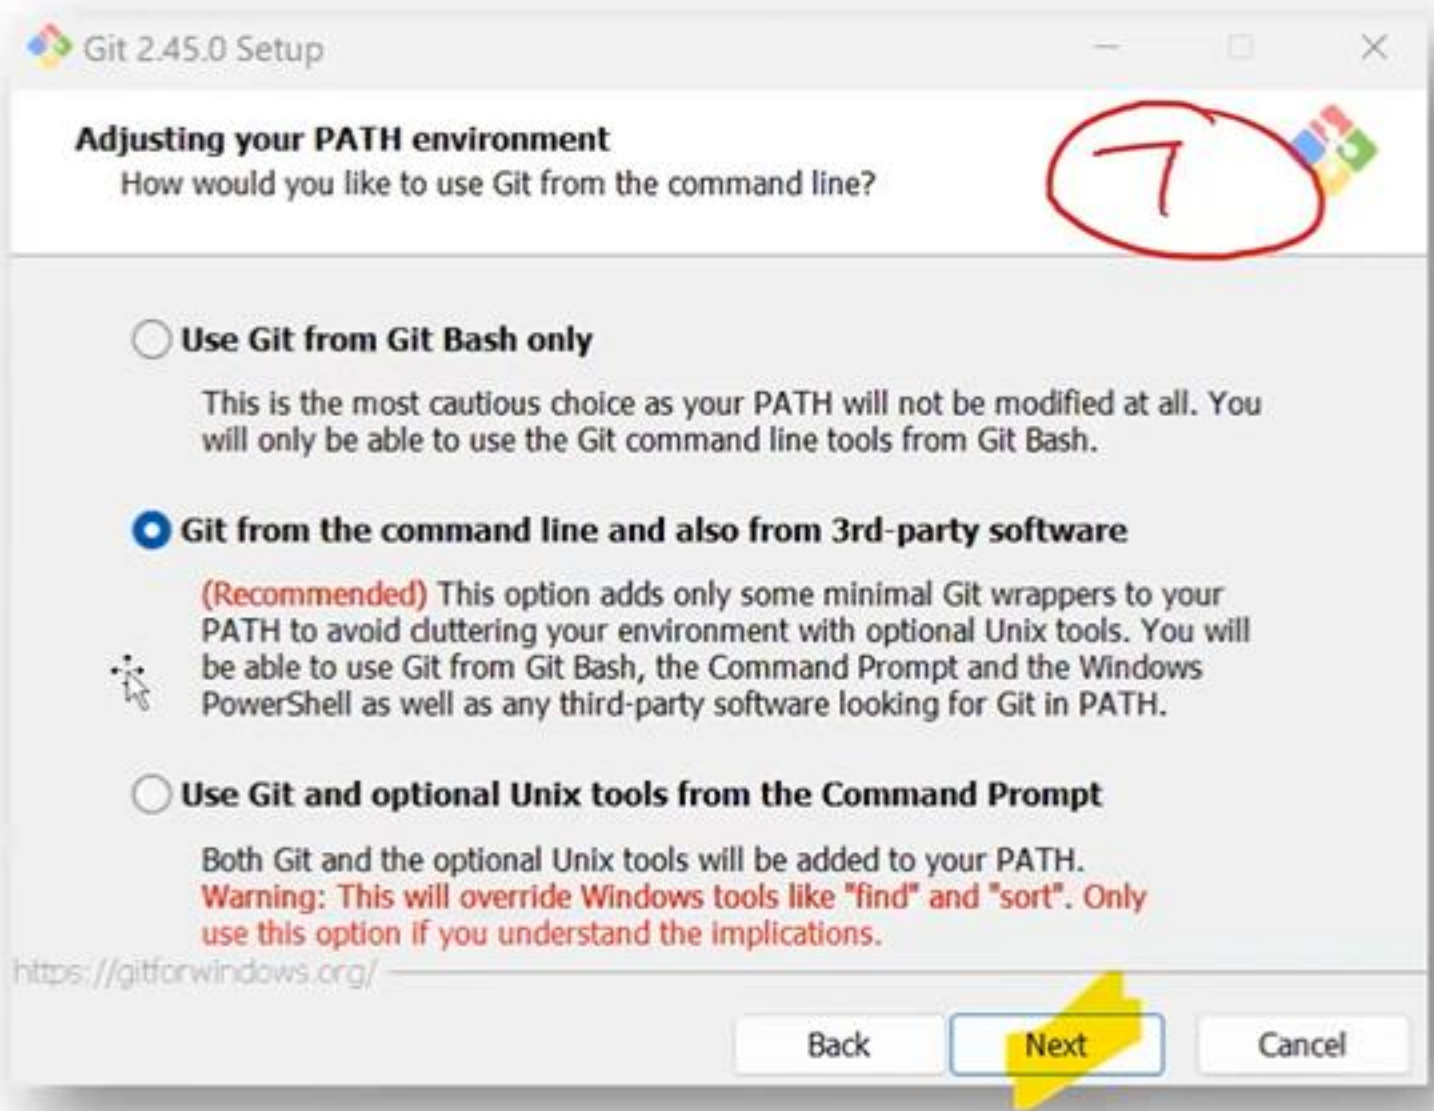 Git 2.45.0 Setup
Adjusting your PATH environment
How would you like to use Git from the command line?
7
Use Git from Git Bash only
This is the most cautious choice as your PATH will not be modified at all. You
will only be able to use the Git command line tools from Git Bash.
Git from the command line and also from 3rd-party software
(Recommended) This option adds only some minimal Git wrappers to your
PATH to avoid cluttering your environment with optional Unix tools. You will
be able to use Git from Git Bash, the Command Prompt and the Windows
PowerShell as well as any third-party software looking for Git in PATH.
Use Git and optional Unix tools from the Command Prompt
Both Git and the optional Unix tools will be added to your PATH.
Warning: This will override Windows tools like "find" and "sort". Only
use this option if you understand the implications.
https://gitforwindows.org/
Back Next Cancel